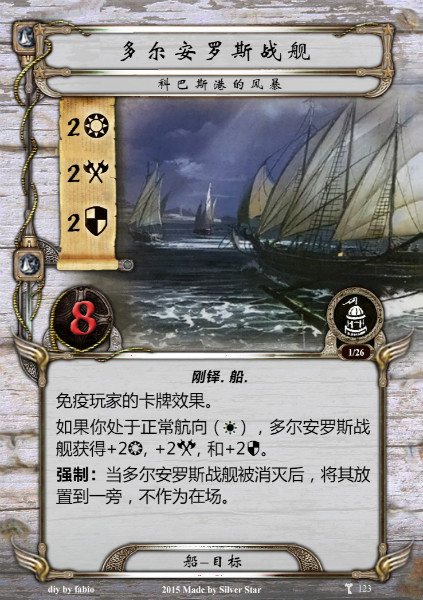 多尔安罗斯战舰
科巴斯港的风暴
2
2
2
8
1/26
刚铎. 船.
免疫玩家的卡牌效果。
如果你处于正常航向（），多尔安罗斯战
舰获得+2，+2，和+2。
强制：当多尔安罗斯战舰被消灭后，将其放
置到一旁，不作为在场。
船–目标
diy by fabio
2015 Made by Silver Star
123